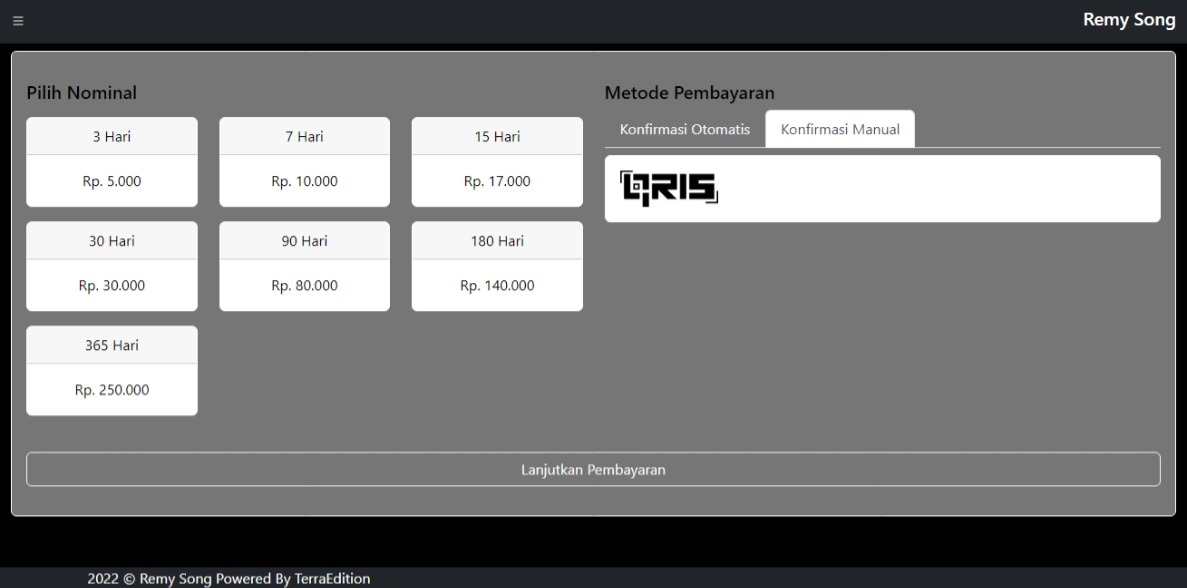 ☰
Remy Song
Pilih Nominal
3 Hari
Rp. 5.000
7 Hari
Rp. 10.000
15 Hari
Rp. 17.000
30 Hari
Rp. 30.000
90 Hari
Rp. 80.000
180 Hari
Rp. 140.000
365 Hari
Rp. 250.000
Metode Pembayaran
Konfirmasi Otomatis
Konfirmasi Manual
QRIS
Lanjutkan Pembayaran
2022 © Remy Song Powered By TerraEdition